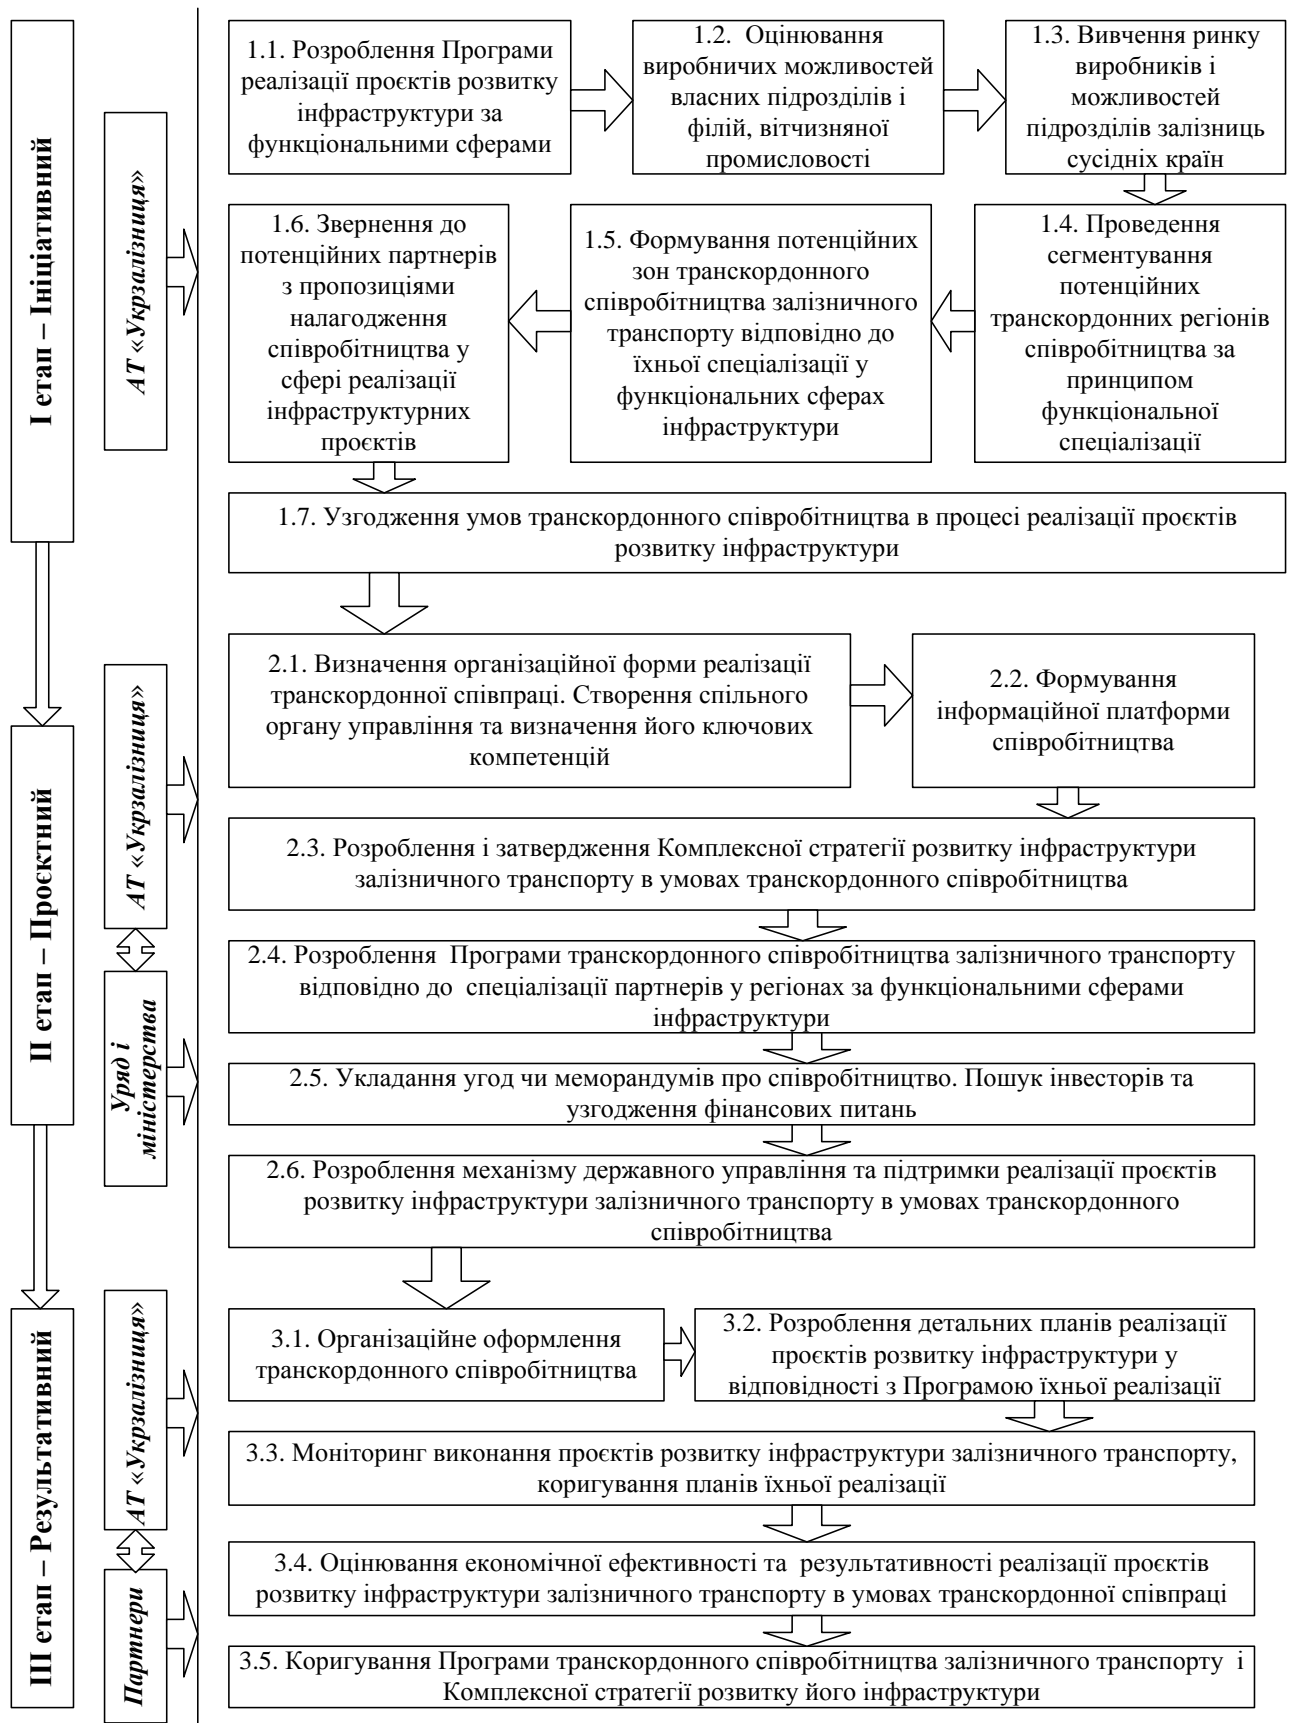 І етап – Ініціативний
АТ «Укрзалізниця»
1.1. Розроблення Програми
реалізації проєктів розвитку
інфраструктури за
функціональними сферами
1.2. Оцінювання
виробничих можливостей
власних підрозділів і
філій, вітчизняної
промисловості
1.3. Вивчення ринку
виробників і
можливостей
підрозділів залізниць
сусідніх країн
1.4. Проведення
сегментування
потенційних
транскордонних регіонів
співробітництва за
принципом
функціональної
спеціалізації
1.5. Формування потенційних
зон транскордонного
співробітництва залізничного
транспорту відповідно до
їхньої спеціалізації у
функціональних сферах
інфраструктури
1.6. Звернення до
потенційних партнерів
з пропозиціями
налагодження
співробітництва у
сфері реалізації
інфраструктурних
проєктів
1.7. Узгодження умов транскордонного співробітництва в процесі реалізації проєктів
розвитку інфраструктури
ІІ етап – Проєктний
АТ «Укрзалізниця»
Уряд і
міністерства
2.1. Визначення організаційної форми реалізації
транскордонної співпраці. Створення спільного
органу управління та визначення його ключових
компетенцій
2.2. Формування
інформаційної платформи
співробітництва
2.3. Розроблення і затвердження Комплексної стратегії розвитку інфраструктури
залізничного транспорту в умовах транскордонного співробітництва
2.4. Розроблення Програми транскордонного співробітництва залізничного транспорту
відповідно до спеціалізації партнерів у регіонах за функціональними сферами
інфраструктури
2.5. Укладання угод чи меморандумів про співробітництво. Пошук інвесторів та
узгодження фінансових питань
2.6. Розроблення механізму державного управління та підтримки реалізації проєктів
розвитку інфраструктури залізничного транспорту в умовах транскордонного
співробітництва
ІІІ етап – Результативний
АТ «Укрзалізниця»
Партнери
3.1. Організаційне оформлення
транскордонного співробітництва
3.2. Розроблення детальних планів реалізації
проєктів розвитку інфраструктури у
відповідності з Програмою їхньої реалізації
3.3. Моніторинг виконання проєктів розвитку інфраструктури залізничного транспорту,
коригування планів їхньої реалізації
3.4. Оцінювання економічної ефективності та результативності реалізації проєктів
розвитку інфраструктури залізничного транспорту в умовах транскордонної співпраці
3.5. Коригування Програми транскордонного співробітництва залізничного транспорту і
Комплексної стратегії розвитку його інфраструктури